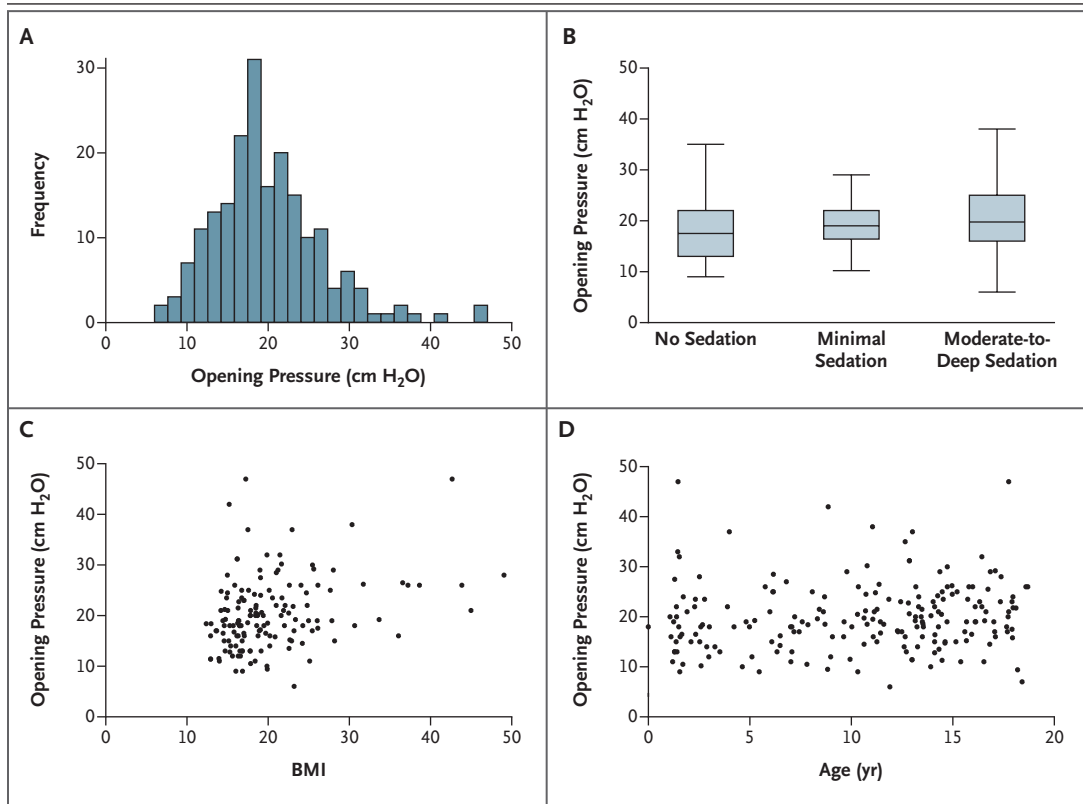 A
30
20
10
0
Frequency
0 10 20 30 40 50
Opening Pressure (cm H₂O)
B
50
40
30
20
10
0
Opening Pressure (cm H₂O)
No Sedation
Minimal
Sedation
Moderate-to-
Deep Sedation
C
50
40
30
20
10
0
Opening Pressure (cm H₂O)
0 10 20 30 40 50
BMI
D
50
40
30
20
10
0
Opening Pressure (cm H₂O)
0 5 10 15 20
Age (yr)